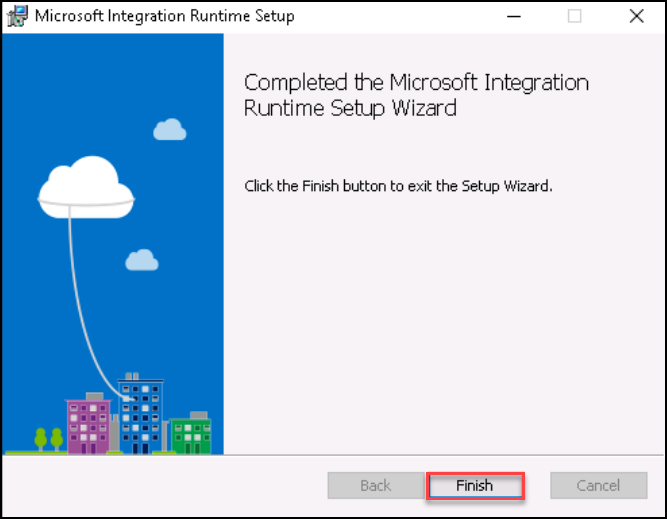 Microsoft Integration Runtime Setup
Completed the Microsoft Integration
Runtime Setup Wizard
Click the Finish button to exit the Setup Wizard.
Back
Finish
Cancel